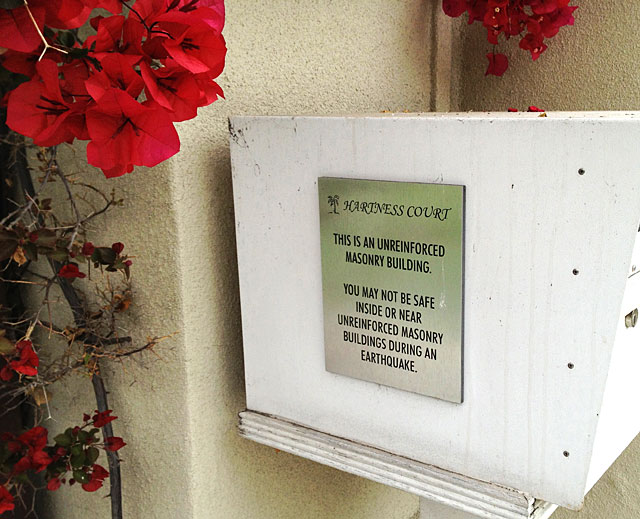 HARTNESS COURT
THIS IS AN UNREINFORCED
MASONRY BUILDING.
YOU MAY NOT BE SAFE
INSIDE OR NEAR
UNREINFORCED MASONRY
BUILDINGS DURING AN
EARTHQUAKE.